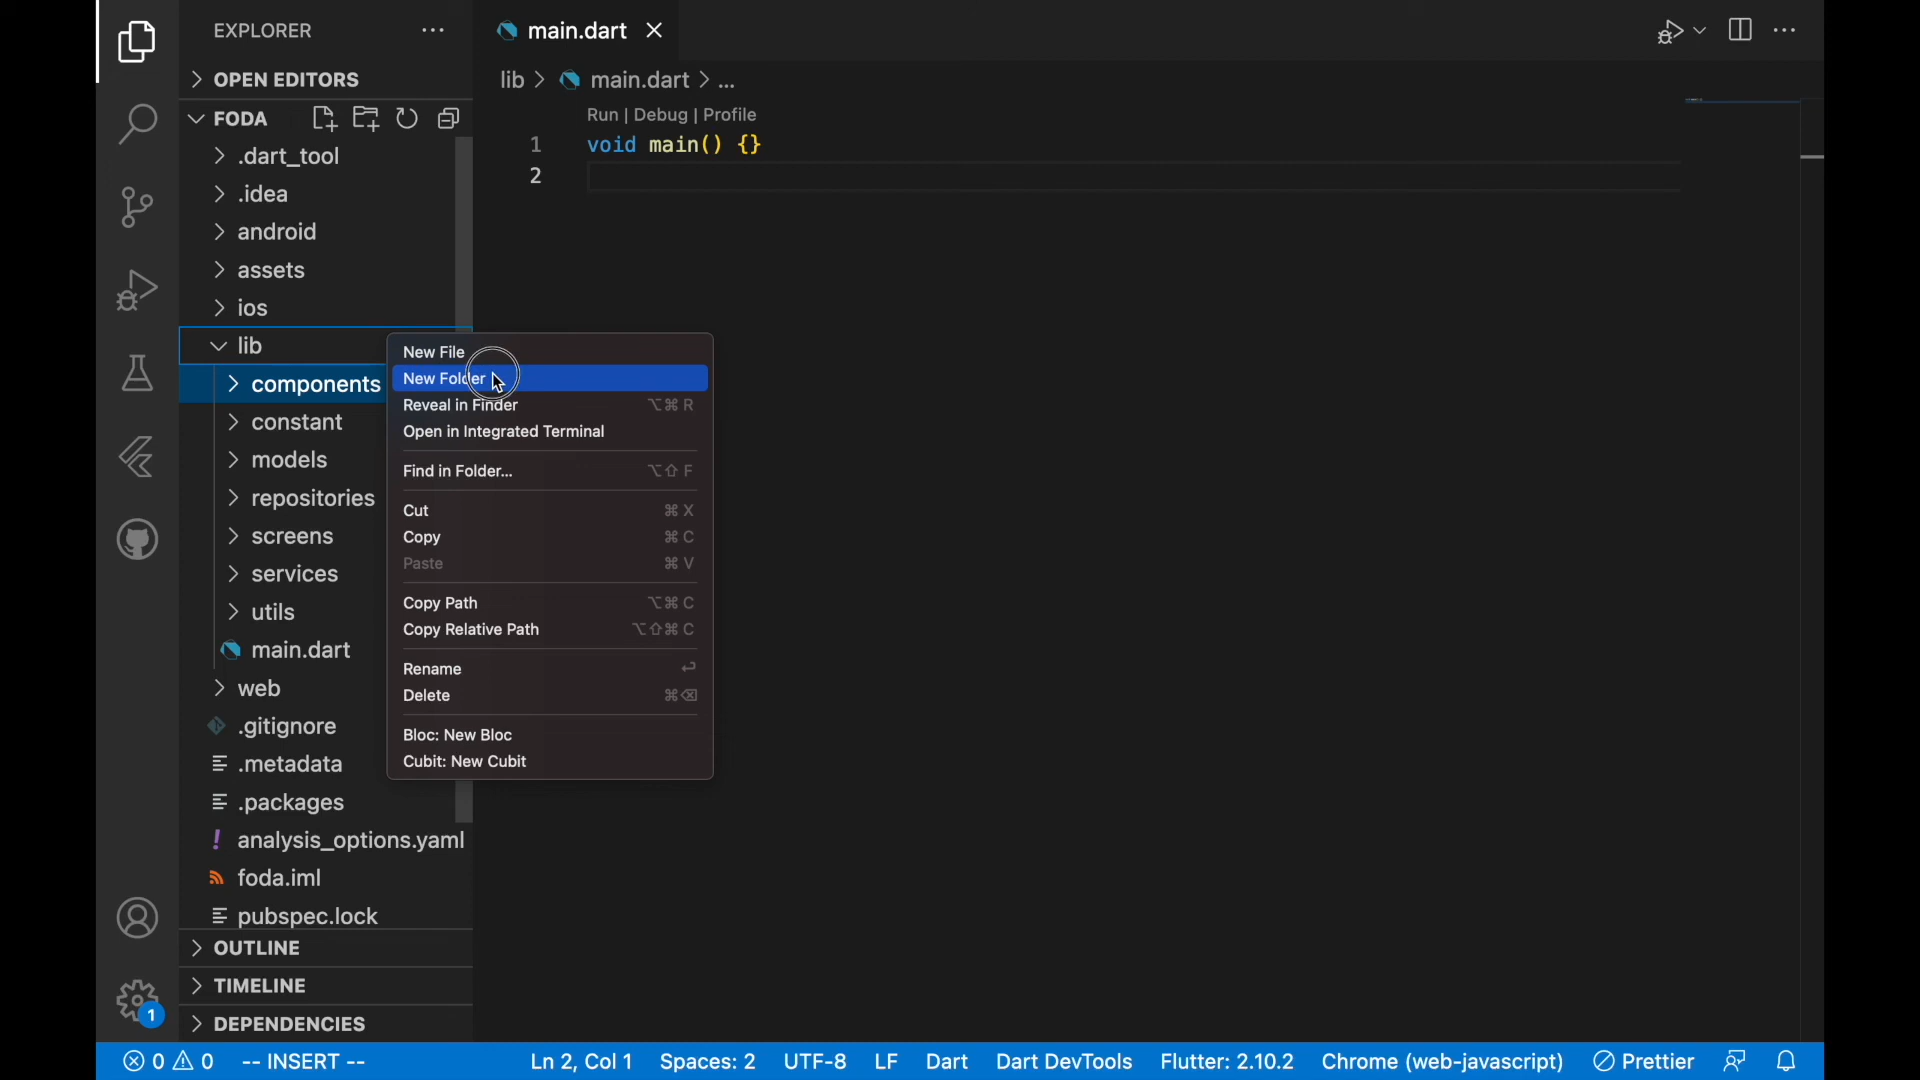 EXPLORER
OPEN EDITORS
FODA
.dart_tool
.idea
android
assets
ios
lib
components
constant
models
repositories
screens
services
utils
main.dart
web
.gitignore
.metadata
.packages
analysis_options.yaml
foda.iml
pubspec.lock
OUTLINE
TIMELINE
DEPENDENCIES
main.dart
lib > main.dart > ...
Run | Debug | Profile
1 void main() {}
2
New File
New Folder
Reveal in Finder ⌥⌘ R
Open in Integrated Terminal
Find in Folder... ⌥⇧ F
Cut ⌘ X
Copy ⌘ C
Paste ⌘ V
Copy Path ⌥⌘ C
Copy Relative Path ⌥⇧⌘ C
Rename ↩
Delete ⌘⌫
Bloc: New Bloc
Cubit: New Cubit
1
0 0 -- INSERT -- Ln 2, Col 1 Spaces: 2 UTF-8 LF Dart Dart DevTools Flutter: 2.10.2 Chrome (web-javascript) Prettier